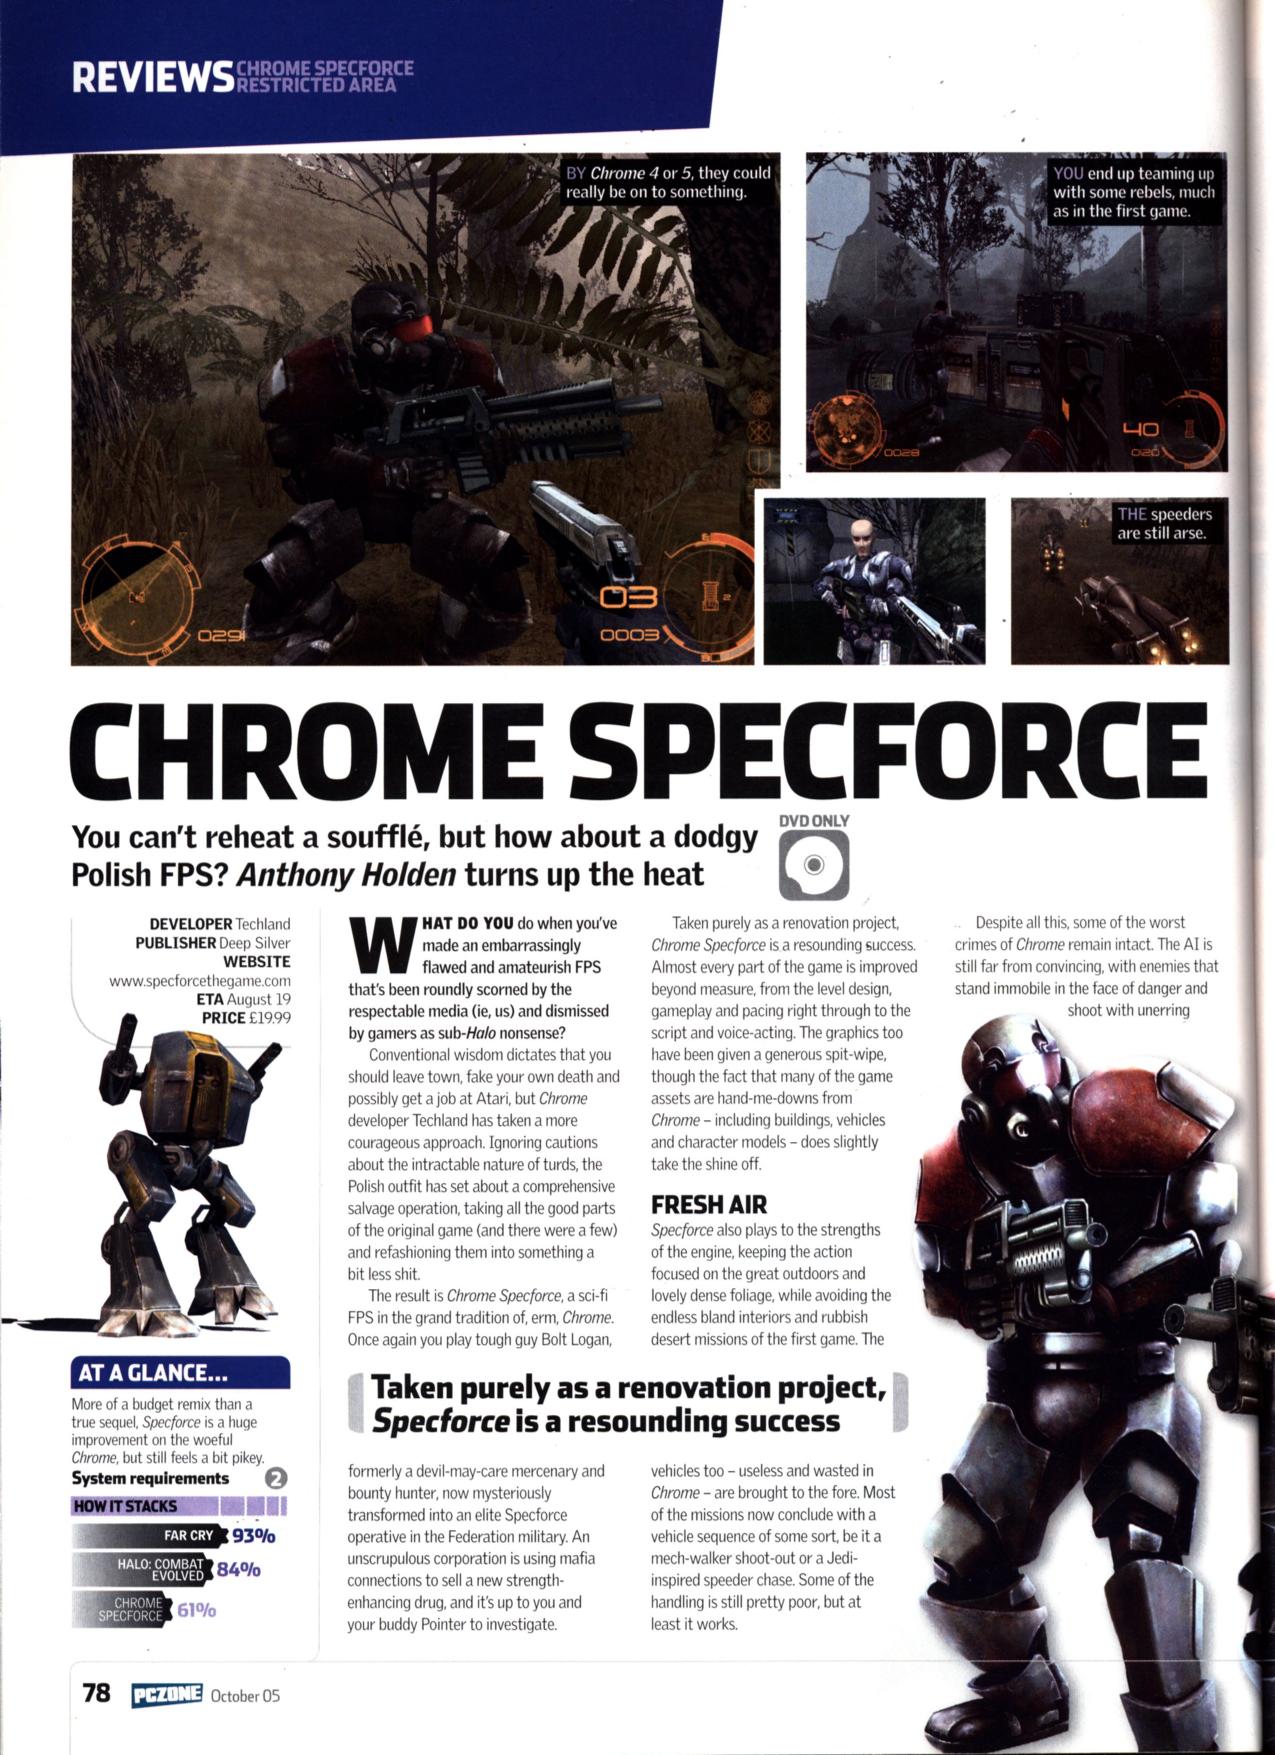 REVIEWS CHROME SPECFORCE
RESTRICTED AREA
BY Chrome 4 or 5, they could
really be on to something.
YOU end up teaming up
with some rebels, much
as in the first game.
THE speeders
are still arse.
0291
03
0003
2
0028
40
0120
CHROME SPECFORCE
You can't reheat a soufflé, but how about a dodgy
Polish FPS? Anthony Holden turns up the heat
DVD ONLY
DEVELOPER Techland
PUBLISHER Deep Silver
WEBSITE
www.specforcethegame.com
ETA August 19
PRICE £19.99
AT A GLANCE...
More of a budget remix than a
true sequel, Specforce is a huge
improvement on the woeful
Chrome, but still feels a bit pikey.
System requirements 2
HOW IT STACKS
FAR CRY 93%
HALO: COMBAT
EVOLVED 84%
CHROME
SPECFORCE 61%
WHAT DO YOU do when you've
made an embarrassingly
flawed and amateurish FPS
that's been roundly scorned by the
respectable media (ie, us) and dismissed
by gamers as sub-Halo nonsense?
Conventional wisdom dictates that you
should leave town, fake your own death and
possibly get a job at Atari, but Chrome
developer Techland has taken a more
courageous approach. Ignoring cautions
about the intractable nature of turds, the
Polish outfit has set about a comprehensive
salvage operation, taking all the good parts
of the original game (and there were a few)
and refashioning them into something a
bit less shit.
The result is Chrome Specforce, a sci-fi
FPS in the grand tradition of, erm, Chrome.
Once again you play tough guy Bolt Logan,
formerly a devil-may-care mercenary and
bounty hunter, now mysteriously
transformed into an elite Specforce
operative in the Federation military. An
unscrupulous corporation is using mafia
connections to sell a new strength-
enhancing drug, and it's up to you and
your buddy Pointer to investigate.
Taken purely as a renovation project,
Chrome Specforce is a resounding success.
Almost every part of the game is improved
beyond measure, from the level design,
gameplay and pacing right through to the
script and voice-acting. The graphics too
have been given a generous spit-wipe,
though the fact that many of the game
assets are hand-me-downs from
Chrome – including buildings, vehicles
and character models – does slightly
take the shine off.
FRESH AIR
Specforce also plays to the strengths
of the engine, keeping the action
focused on the great outdoors and
lovely dense foliage, while avoiding the
endless bland interiors and rubbish
desert missions of the first game. The
vehicles too – useless and wasted in
Chrome – are brought to the fore. Most
of the missions now conclude with a
vehicle sequence of some sort, be it a
mech-walker shoot-out or a Jedi-
inspired speeder chase. Some of the
handling is still pretty poor, but at
least it works.
Taken purely as a renovation project,
Specforce is a resounding success
Despite all this, some of the worst
crimes of Chrome remain intact. The AI is
still far from convincing, with enemies that
stand immobile in the face of danger and
shoot with unerring
78 PCZONE October 05